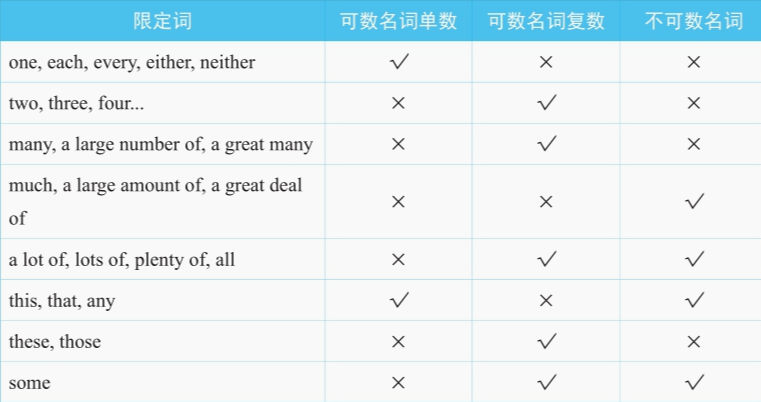 限定词 可数名词单数 可数名词复数 不可数名词
one, each, every, either, neither √ × ×
two, three, four... × √ ×
many, a large number of, a great many × √ ×
much, a large amount of, a great deal
of × × √
a lot of, lots of, plenty of, all × √ √
this, that, any √ × √
these, those × √ ×
some × √ √